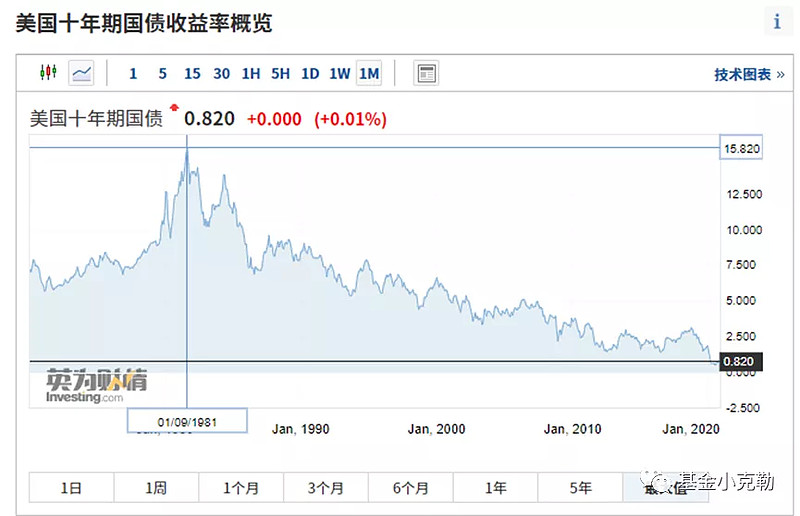 美国十年期国债收益率概览
i
1 5 15 30 1H 5H 1D 1W 1M
技术图表 »
美国十年期国债 0.820 +0.000 (+0.01%)
15.820
12.500
10.000
7.500
5.000
2.500
0.820
0.000
-2.500
英为财情
Investing.com
01/09/1981
Jan, 1990
Jan, 2000
Jan, 2010
Jan, 2020
1日 1周 1个月 3个月 6个月 1年 5年
基金小克勒